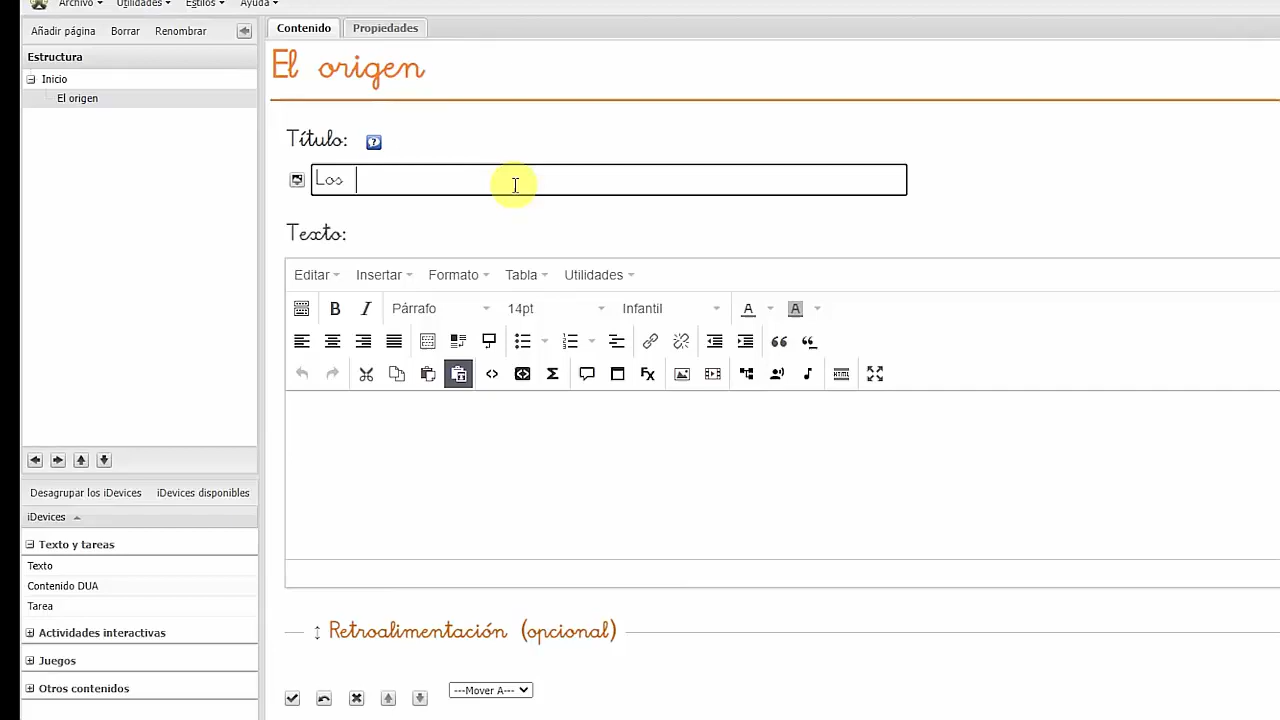 Archivo Utilidades Estilos Ayuda
Añadir página Borrar Renombrar
Estructura
Inicio
El origen
Desagrupar los iDevices iDevices disponibles
iDevices
Texto y tareas
Texto
Contenido DUA
Tarea
Actividades interactivas
Juegos
Otros contenidos
Contenido Propiedades
El origen
Título:
Los
Texto:
Editar Insertar Formato Tabla Utilidades
B I Párrafo 14pt Infantil A A
Retroalimentación (opcional)
---Mover A---